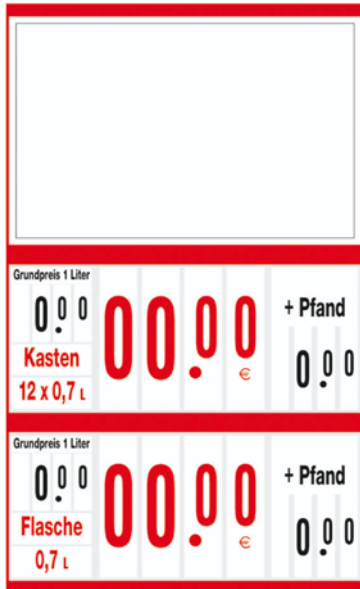 Grundpreis 1 Liter
0.00
Kasten
12 x 0,7 L
00.00
€
+ Pfand
0.00
Grundpreis 1 Liter
0.00
Flasche
0,7 L
00.00
€
+ Pfand
0.00